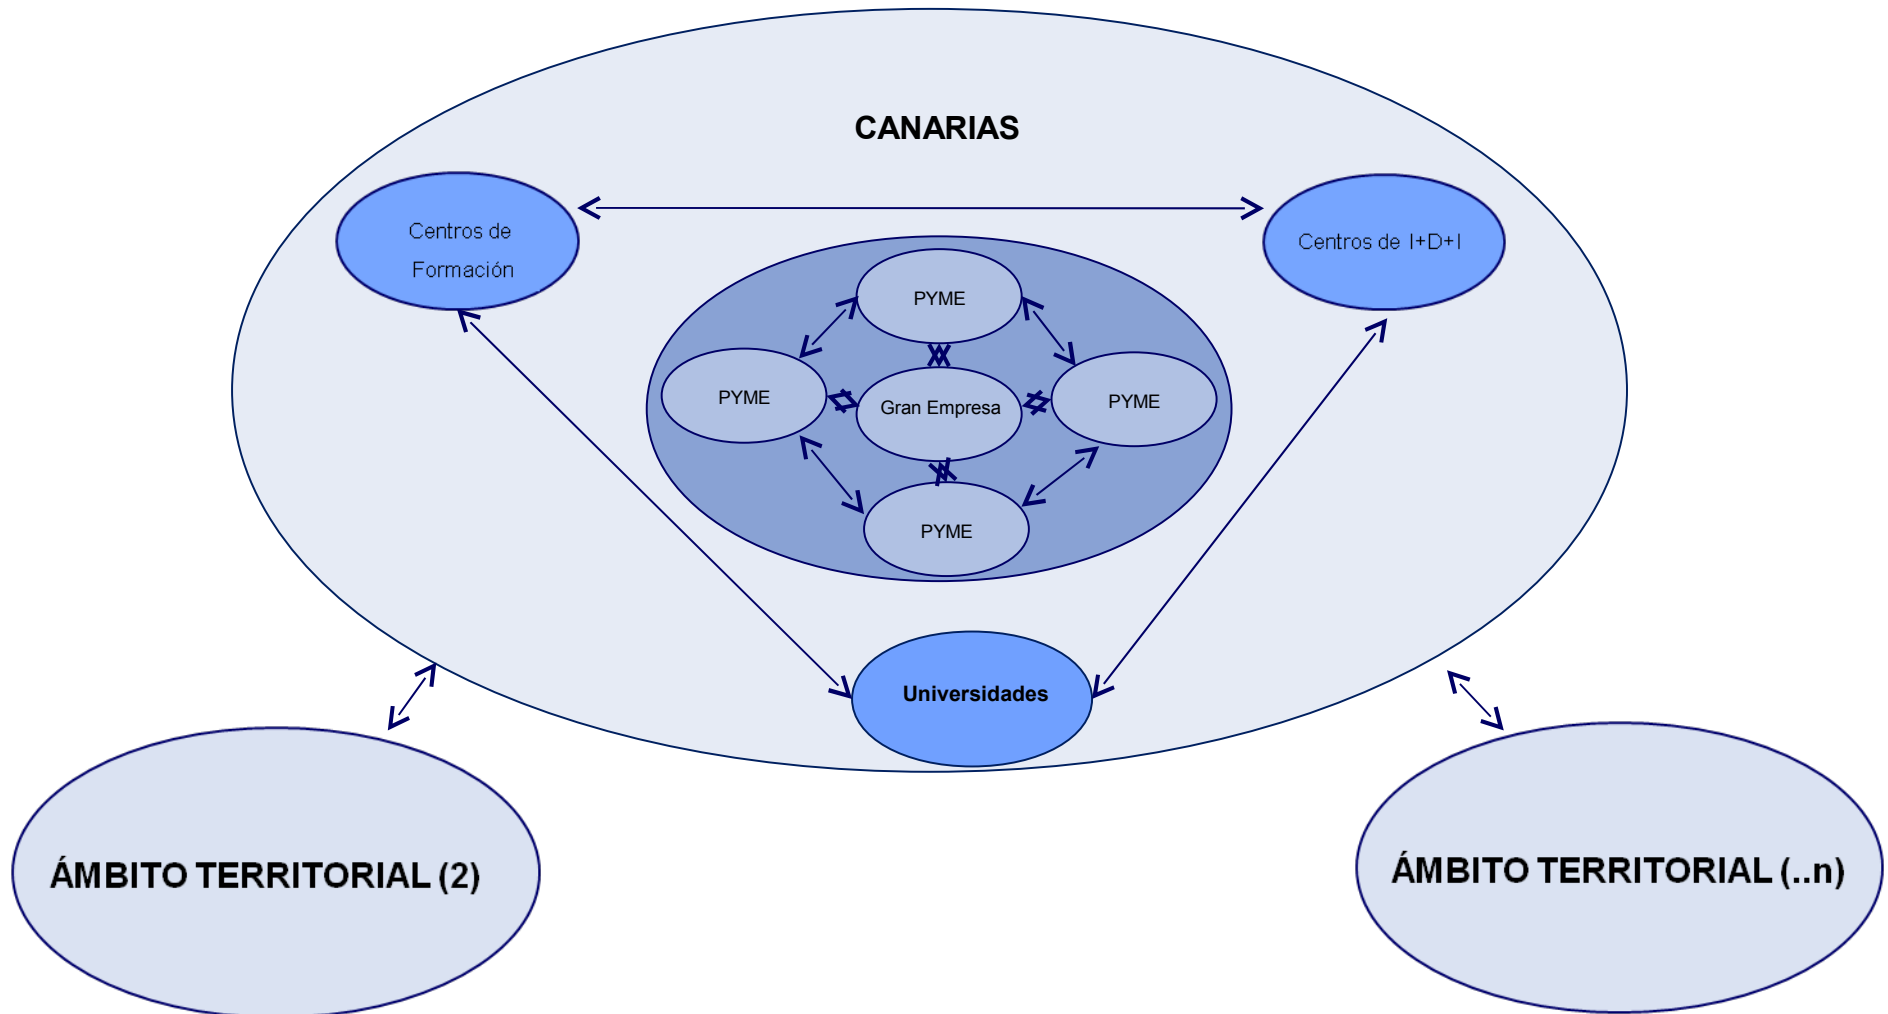 CANARIAS
Centros de
Formación
Centros de I+D+I
PYME
PYME
Gran Empresa
PYME
PYME
Universidades
ÁMBITO TERRITORIAL (2)
ÁMBITO TERRITORIAL (..n)